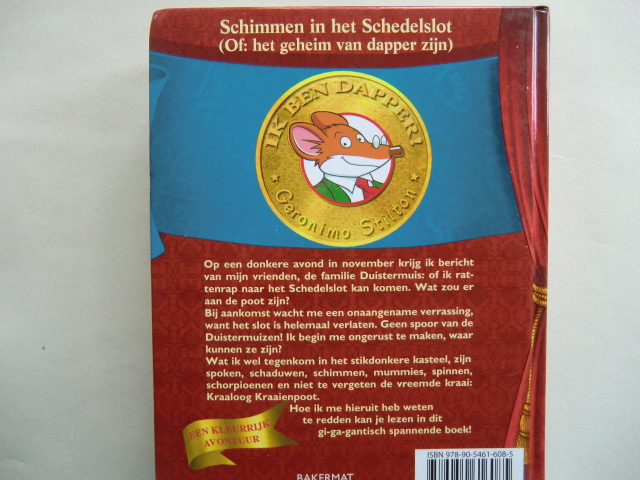 Schimmen in het Schedelslot
(Of: het geheim van dapper zijn)
IK BEN DAPPER!
Geronimo Stilton
Op een donkere avond in november krijg ik bericht
van mijn vrienden, de familie Duistermuis: of ik rat-
tenrap naar het Schedelslot kan komen. Wat zou er
aan de poot zijn?
Bij aankomst wacht me een onaangename verrassing,
want het slot is helemaal verlaten. Geen spoor van de
Duistermuizen! Ik begin me ongerust te maken, waar
kunnen ze zijn?
Wat ik wel tegenkom in het stikdonkere kasteel, zijn
spoken, schaduwen, schimmen, mummies, spinnen,
schorpioenen en niet te vergeten de vreemde kraai:
Kraaloog Kraaienpoot.
Hoe ik me hieruit heb weten
te redden kan je lezen in dit
gi-ga-gantisch spannende boek!
EEN KLEURRIJK
AVONTUUR
ISBN 978-90-5461-608-5
BAKERMAT